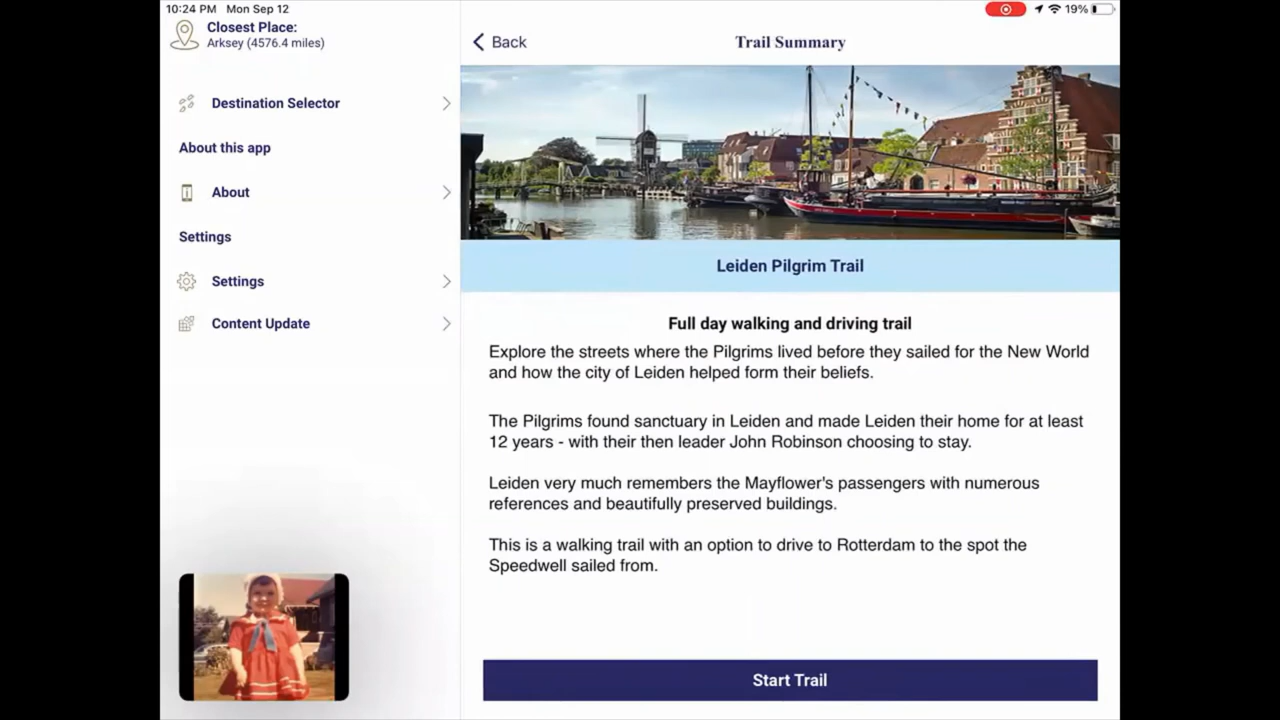 10:24 PM Mon Sep 12
19%
Closest Place:
Arksey (4576.4 miles)
Destination Selector
About this app
About
Settings
Settings
Content Update
Back
Trail Summary
Leiden Pilgrim Trail
Full day walking and driving trail
Explore the streets where the Pilgrims lived before they sailed for the New World
and how the city of Leiden helped form their beliefs.
The Pilgrims found sanctuary in Leiden and made Leiden their home for at least
12 years - with their then leader John Robinson choosing to stay.
Leiden very much remembers the Mayflower's passengers with numerous
references and beautifully preserved buildings.
This is a walking trail with an option to drive to Rotterdam to the spot the
Speedwell sailed from.
Start Trail